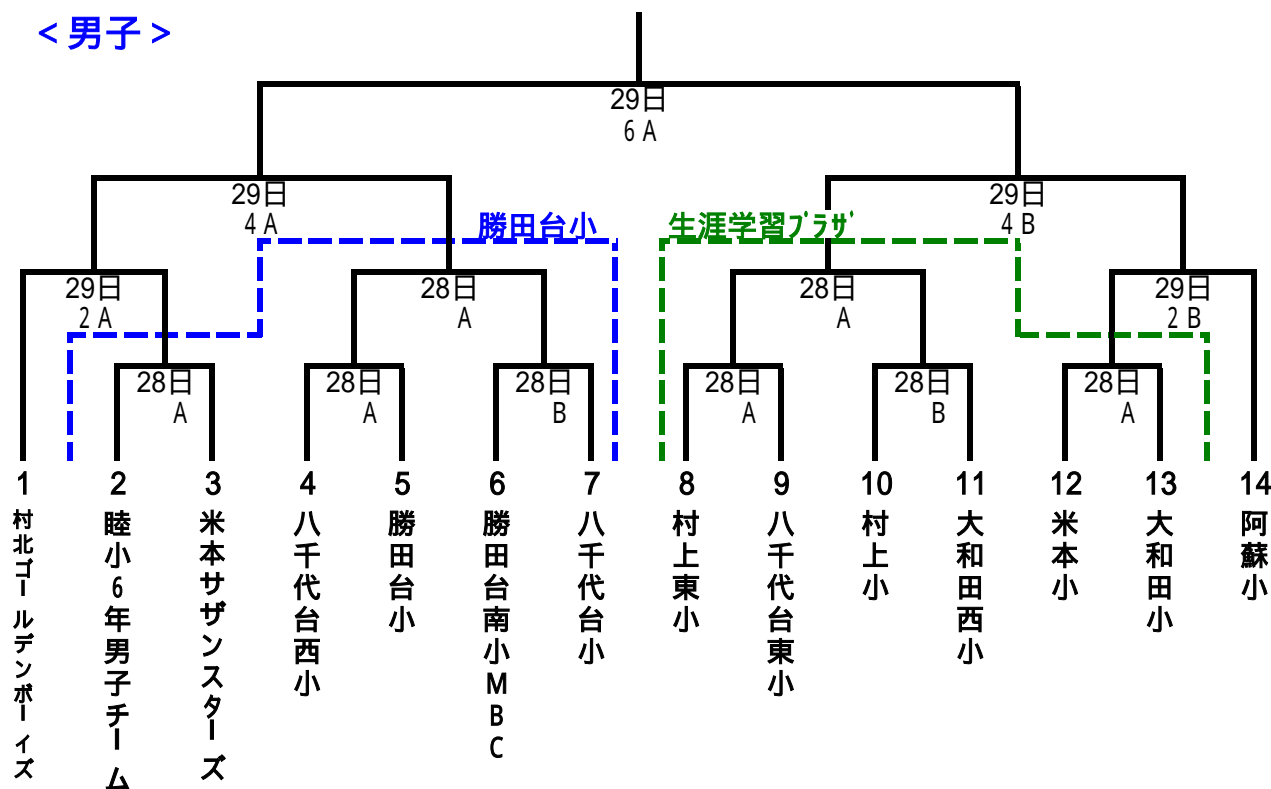 <男子>
29日
6A
29日
4A
29日
4B
勝田台小
生涯学習プラザ
29日
2A
28日
A
28日
A
29日
2B
28日
A
28日
A
28日
B
28日
A
28日
B
28日
A
1
2
3
4
5
6
7
8
9
10
11
12
13
14
村北ゴールデンボーイズ
睦小6年男子チーム
米本サザンスターズ
八千代台西小
勝田台小
勝田台南小MBC
八千代台小
村上東小
八千代台東小
村上小
大和田西小
米本小
大和田小
阿蘇小